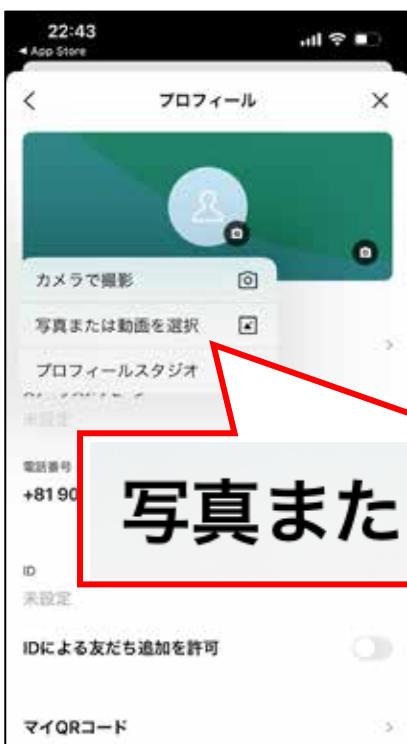 22:43
◀ App Store
プロフィール
カメラで撮影
写真または動画を選択
プロフィールスタジオ
未設定
電話番号
+81 90
写真また
ID
未設定
IDによる友だち追加を許可
マイQRコード